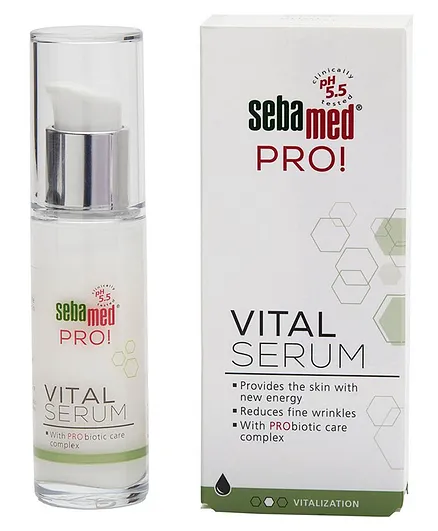 clinically
pH
5.5
tested
sebamed®
PRO!
VITAL
SERUM
▪ With PRObiotic care
complex
clinically
pH
5.5
tested
sebamed®
PRO!
VITAL
SERUM
▪ Provides the skin with
new energy
▪ Reduces fine wrinkles
▪ With PRObiotic care
complex
VITALIZATION